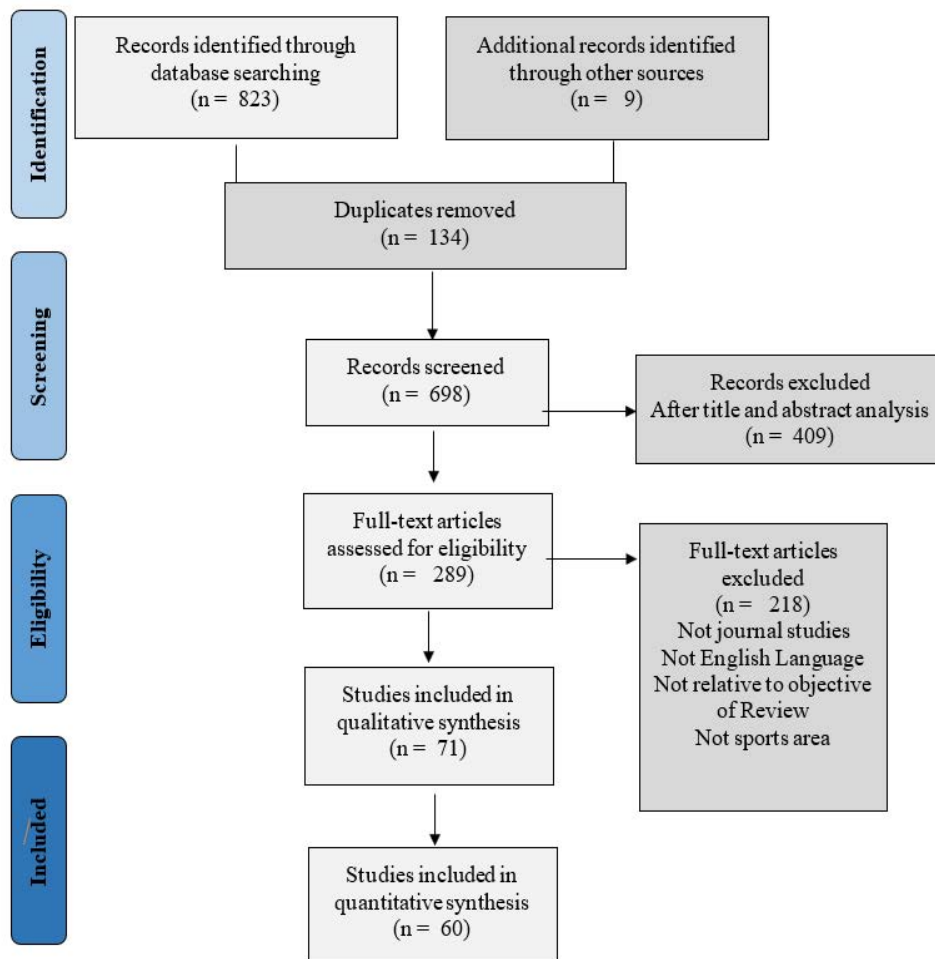 Identification
Records identified through
database searching
(n = 823)
Additional records identified
through other sources
(n = 9)
Duplicates removed
(n = 134)
Screening
Records screened
(n = 698)
Records excluded
After title and abstract analysis
(n = 409)
Eligibility
Full-text articles
assessed for eligibility
(n = 289)
Full-text articles
excluded
(n = 218)
Not journal studies
Not English Language
Not relative to objective
of Review
Not sports area
Studies included in
qualitative synthesis
(n = 71)
Included
Studies included in
quantitative synthesis
(n = 60)